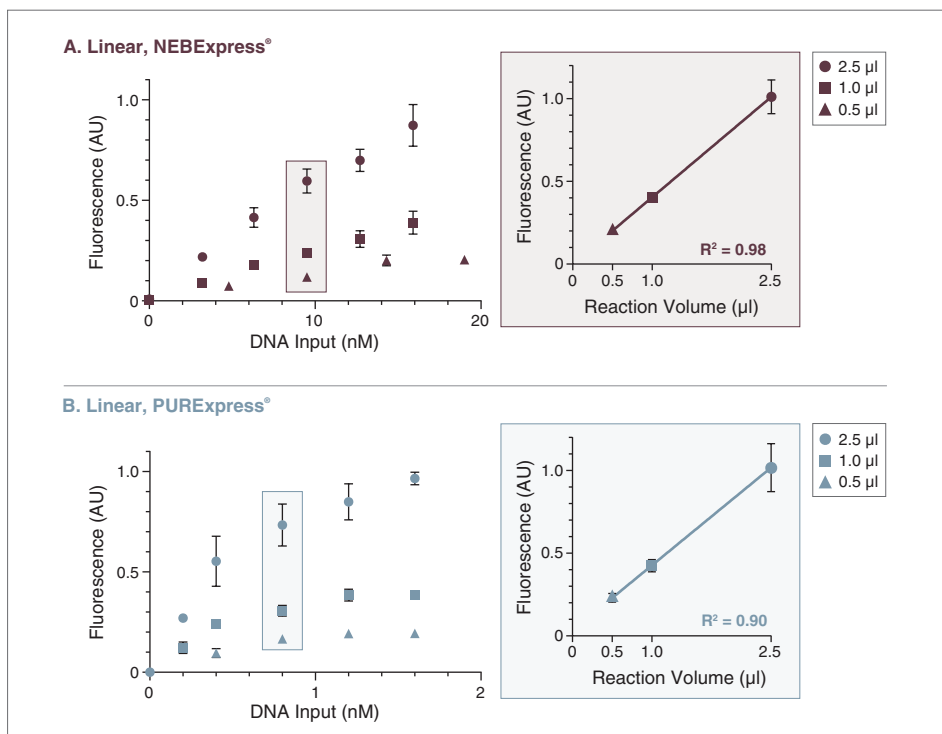 A. Linear, NEBExpress®
Fluorescence (AU)
1.0
0.5
0
0
10
20
DNA Input (nM)
Fluorescence (AU)
1.0
0.5
0
0
0.5
1.0
2.5
R² = 0.98
Reaction Volume (µl)
2.5 µl
1.0 µl
0.5 µl
B. Linear, PURExpress®
Fluorescence (AU)
1.0
0.5
0
0
1
2
DNA Input (nM)
Fluorescence (AU)
1.0
0.5
0
0
0.5
1.0
2.5
R² = 0.90
Reaction Volume (µl)
2.5 µl
1.0 µl
0.5 µl